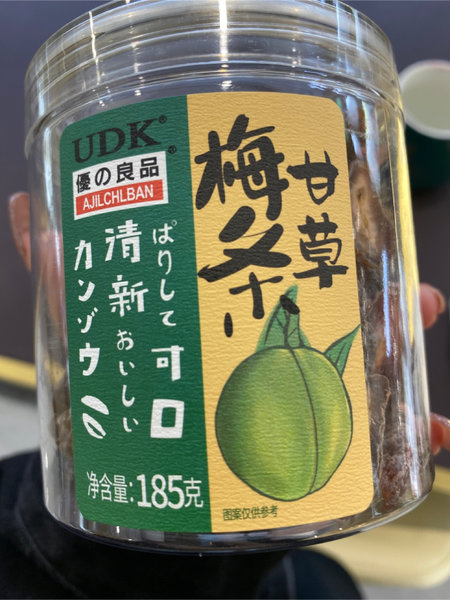 UDK®
優の良品®
AJILCHLBAN
甘草
梅条
ぱりして可口
清新おいしい
カンゾウ
净含量:185克
图案仅供参考